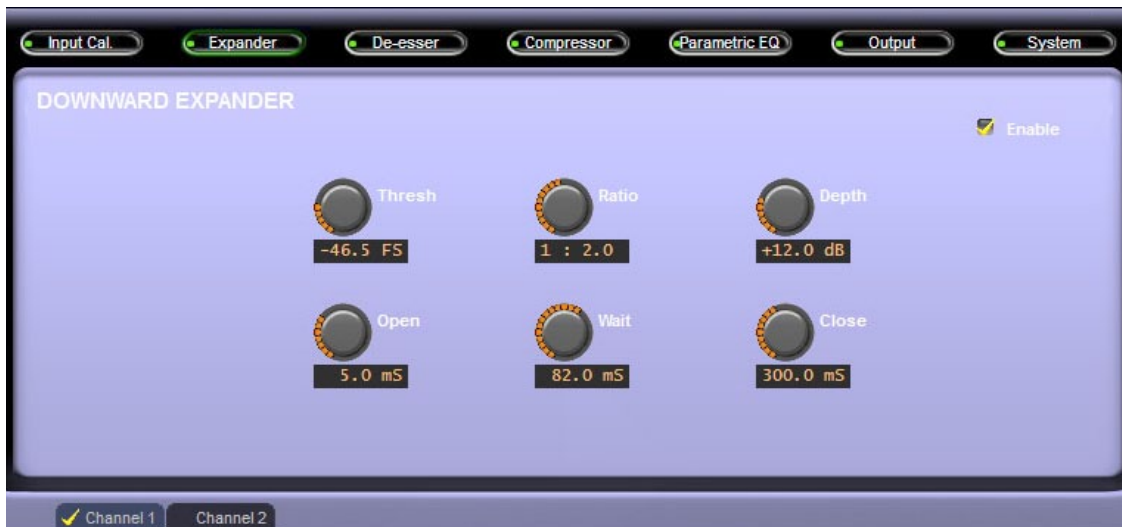 Input Cal. Expander De-esser Compressor Parametric EQ Output System
DOWNWARD EXPANDER
Enable
Thresh Ratio Depth
-46.5 FS 1 : 2.0 +12.0 dB
Open Wait Close
5.0 mS 82.0 mS 300.0 mS
Channel 1 Channel 2